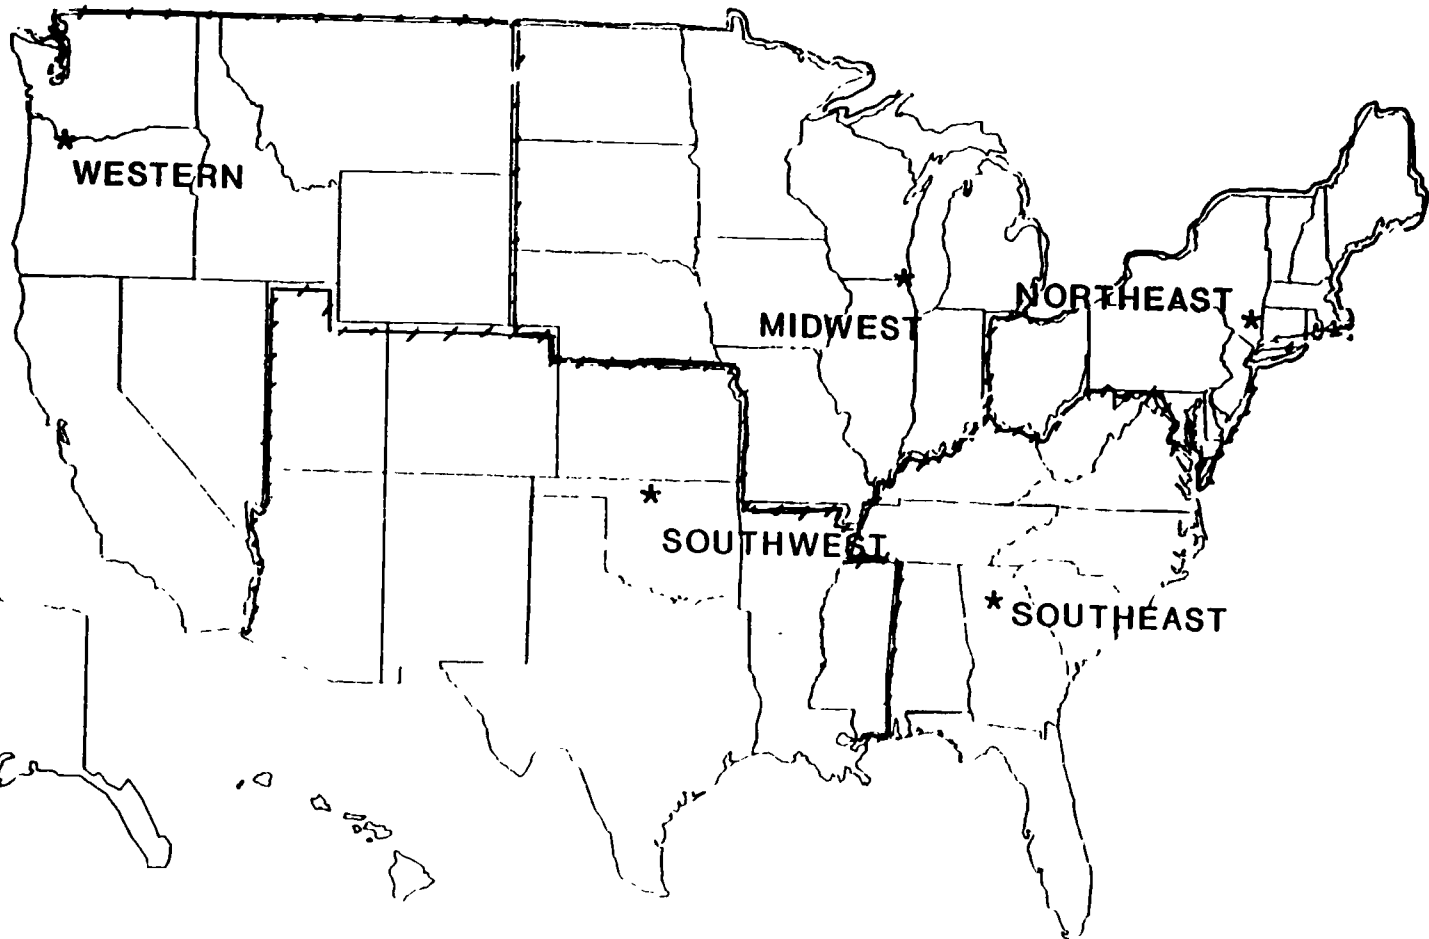 * WESTERN
NORTHEAST *
MIDWEST *
* SOUTHWEST
* SOUTHEAST